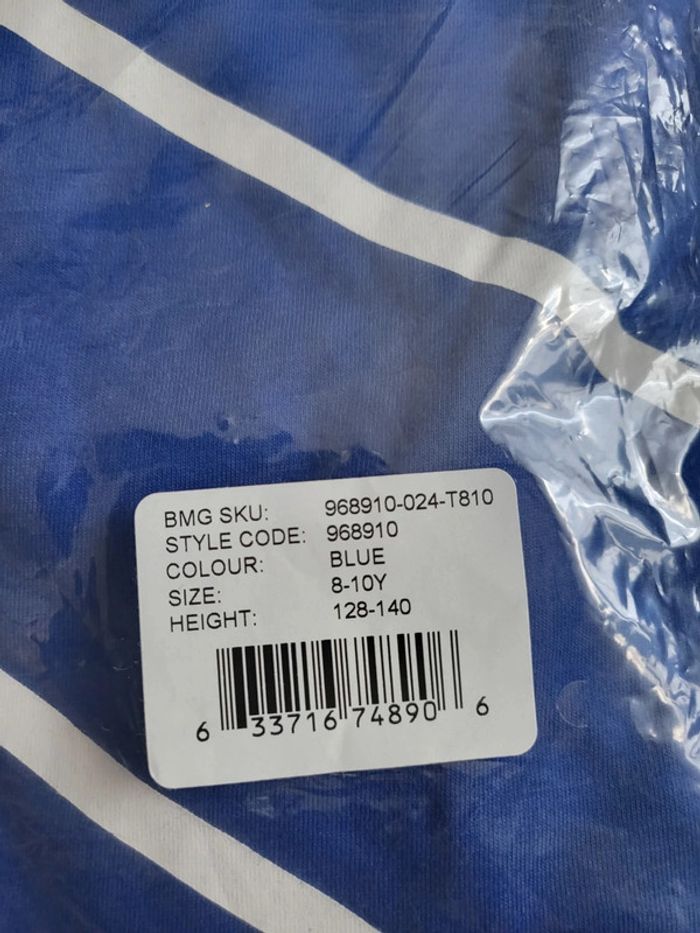 BMG SKU: 968910-024-T810
STYLE CODE: 968910
COLOUR: BLUE
SIZE: 8-10Y
HEIGHT: 128-140
6 33716 74890 6